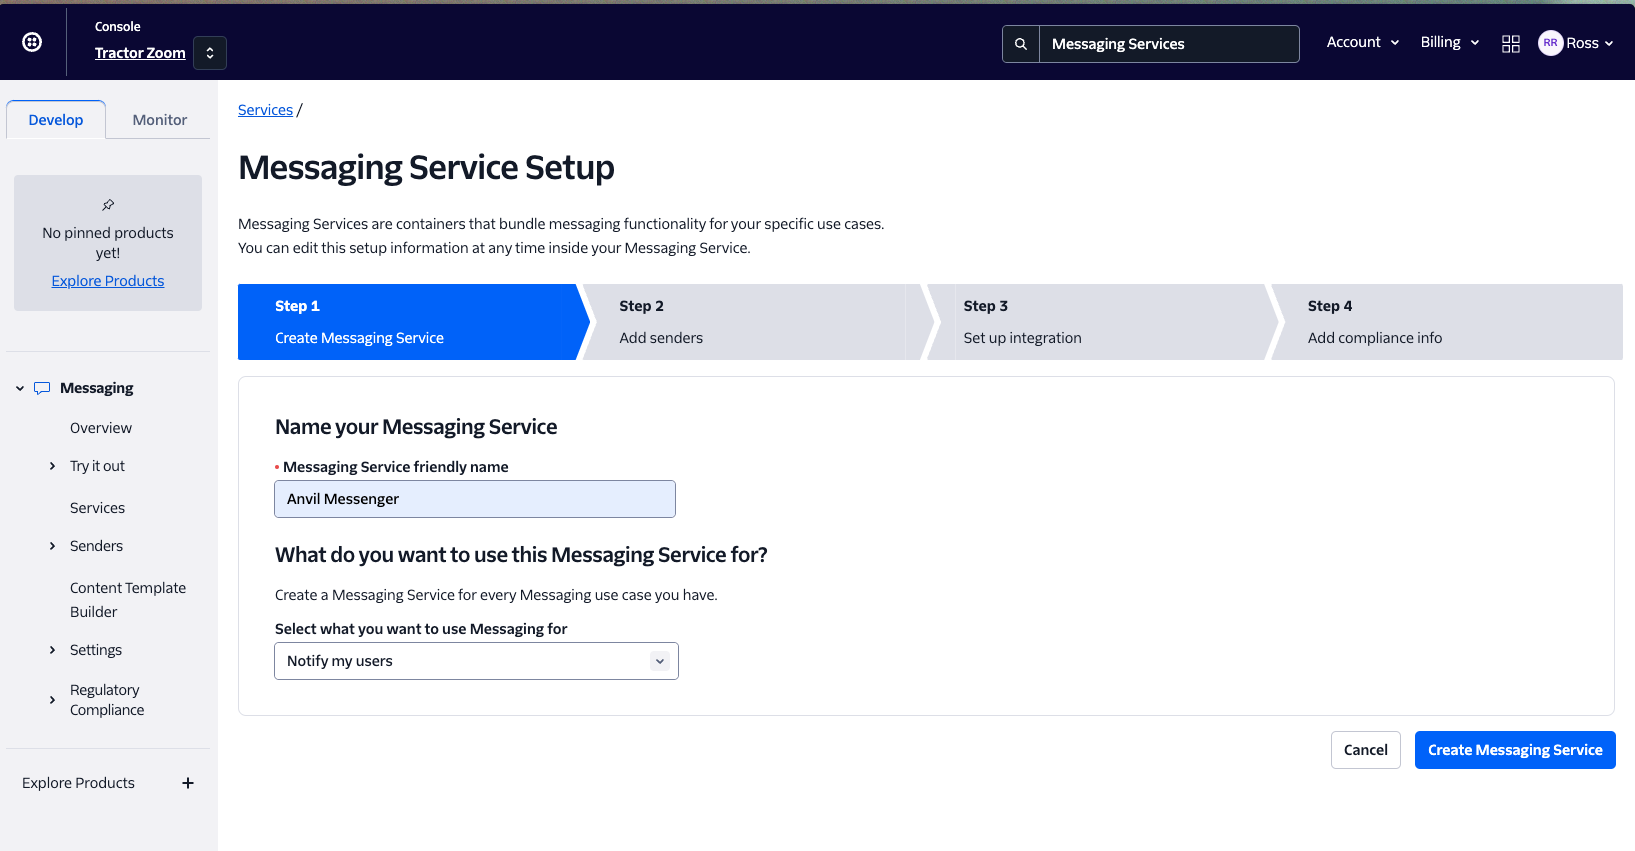 Console
Tractor Zoom
Messaging Services
Account
Billing
RR
Ross
Develop
Monitor
No pinned products
yet!
Explore Products
Messaging
Overview
Try it out
Services
Senders
Content Template
Builder
Settings
Regulatory
Compliance
Explore Products
Services /
Messaging Service Setup
Messaging Services are containers that bundle messaging functionality for your specific use cases.
You can edit this setup information at any time inside your Messaging Service.
Step 1
Create Messaging Service
Step 2
Add senders
Step 3
Set up integration
Step 4
Add compliance info
Name your Messaging Service
Messaging Service friendly name
Anvil Messenger
What do you want to use this Messaging Service for?
Create a Messaging Service for every Messaging use case you have.
Select what you want to use Messaging for
Notify my users
Cancel
Create Messaging Service